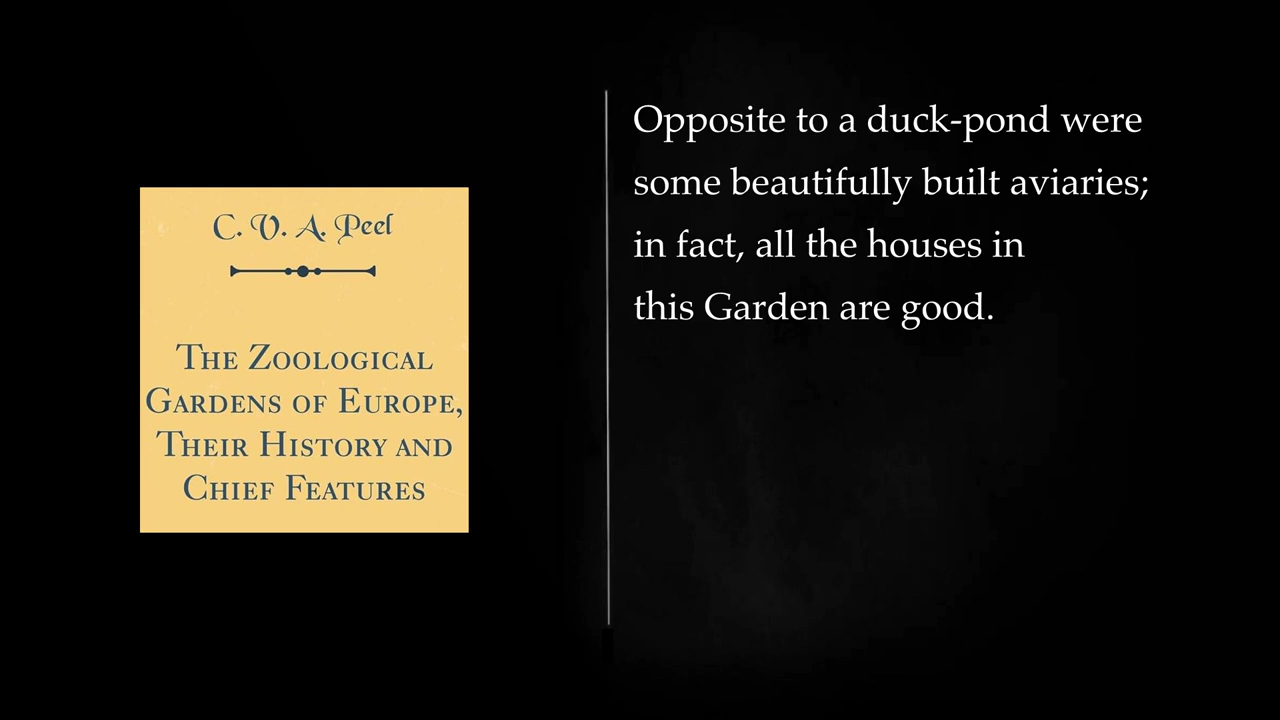 C. V. A. Peel
The Zoological
Gardens of Europe,
Their History and
Chief Features
Opposite to a duck-pond were
some beautifully built aviaries;
in fact, all the houses in
this Garden are good.